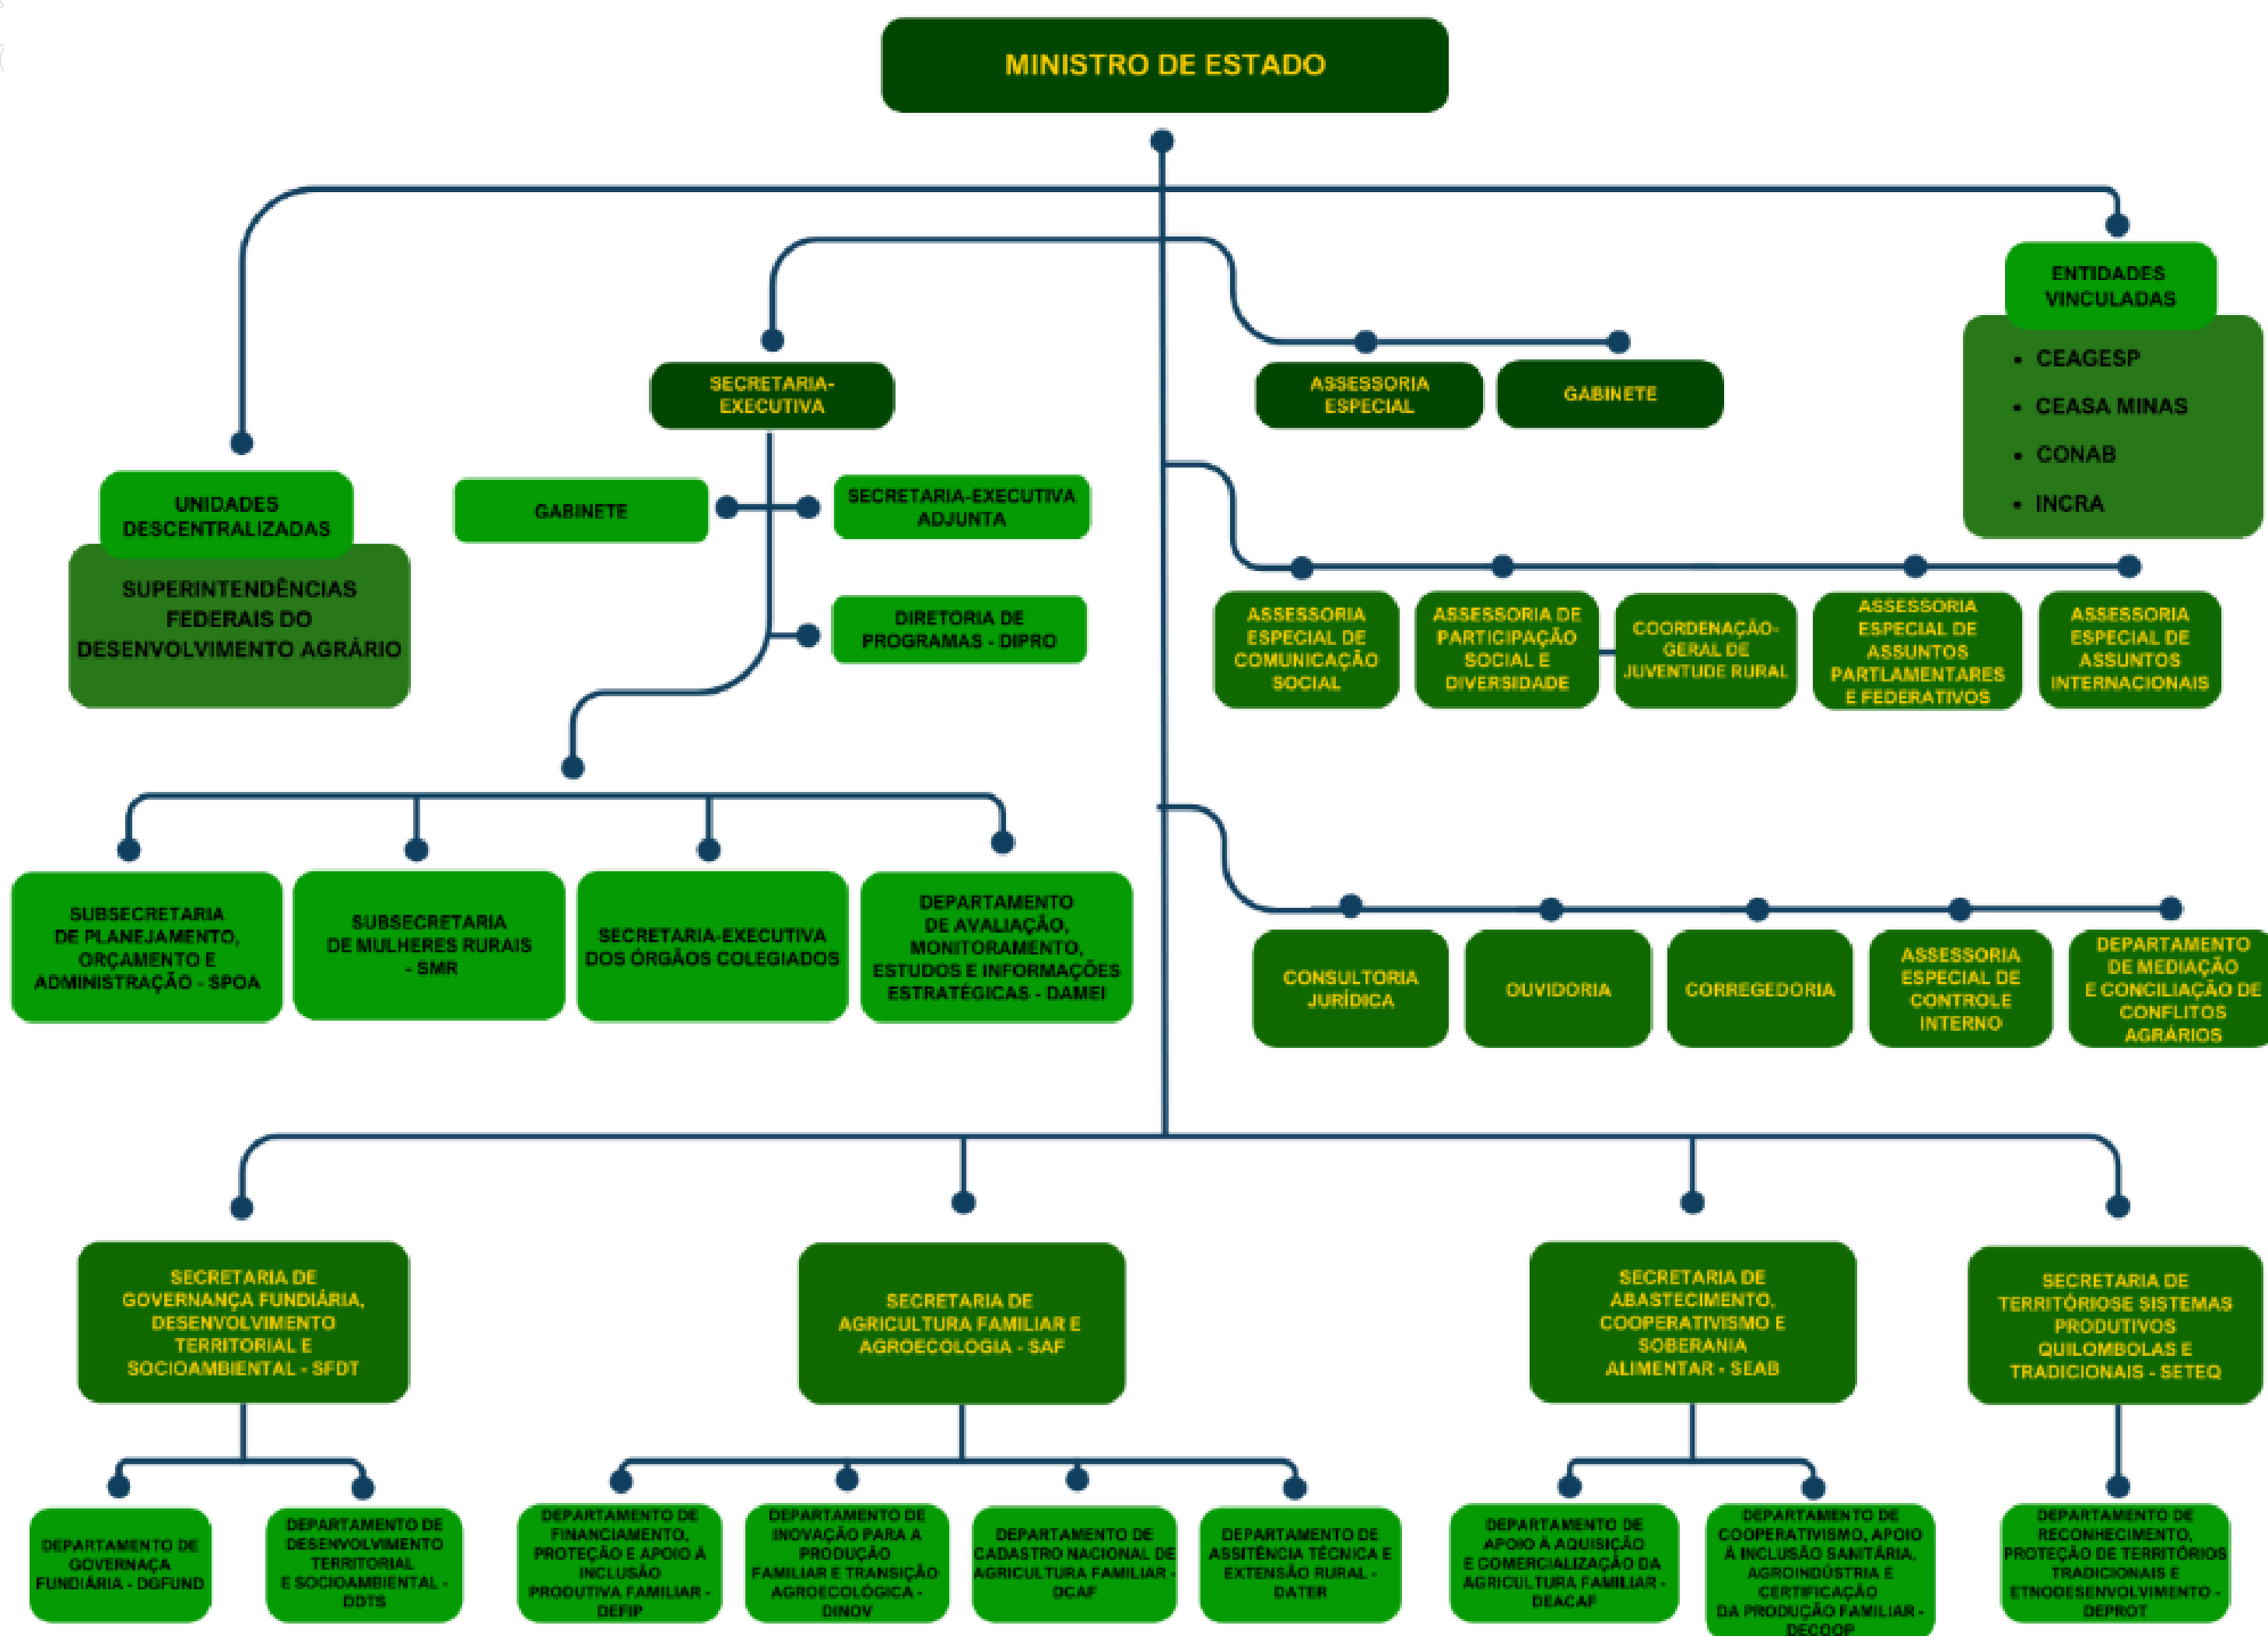 MINISTRO DE ESTADO
ENTIDADES
VINCULADAS
• CEAGESP
• CEASA MINAS
• CONAB
• INCRA
SECRETARIA-
EXECUTIVA
ASSESSORIA
ESPECIAL
GABINETE
UNIDADES
DESCENTRALIZADAS
SUPERINTENDÊNCIAS
FEDERAIS DO
DESENVOLVIMENTO AGRÁRIO
GABINETE
SECRETARIA-EXECUTIVA
ADJUNTA
DIRETORIA DE
PROGRAMAS - DIPRO
ASSESSORIA
ESPECIAL DE
COMUNICAÇÃO
SOCIAL
ASSESSORIA DE
PARTICIPAÇÃO
SOCIAL E
DIVERSIDADE
COORDENAÇÃO-
GERAL DE
JUVENTUDE RURAL
ASSESSORIA
ESPECIAL DE
ASSUNTOS
PARTLAMENTARES
E FEDERATIVOS
ASSESSORIA
ESPECIAL DE
ASSUNTOS
INTERNACIONAIS
SUBSECRETARIA
DE PLANEJAMENTO,
ORÇAMENTO E
ADMINISTRAÇÃO - SPOA
SUBSECRETARIA
DE MULHERES RURAIS
- SMR
SECRETARIA-EXECUTIVA
DOS ÓRGÃOS COLEGIADOS
DEPARTAMENTO
DE AVALIAÇÃO,
MONITORAMENTO,
ESTUDOS E INFORMAÇÕES
ESTRATÉGICAS - DAMEI
CONSULTORIA
JURÍDICA
OUVIDORIA
CORREGEDORIA
ASSESSORIA
ESPECIAL DE
CONTROLE
INTERNO
DEPARTAMENTO
DE MEDIAÇÃO
E CONCILIAÇÃO DE
CONFLITOS
AGRÁRIOS
SECRETARIA DE
GOVERNANÇA FUNDIÁRIA,
DESENVOLVIMENTO
TERRITORIAL E
SOCIOAMBIENTAL - SFDT
SECRETARIA DE
AGRICULTURA FAMILIAR E
AGROECOLOGIA - SAF
SECRETARIA DE
ABASTECIMENTO,
COOPERATIVISMO E
SOBERANIA
ALIMENTAR - SEAB
SECRETARIA DE
TERRITÓRIOSE SISTEMAS
PRODUTIVOS
QUILOMBOLAS E
TRADICIONAIS - SETEQ
DEPARTAMENTO DE
GOVERNAÇA
FUNDIÁRIA - DGFUND
DEPARTAMENTO DE
DESENVOLVIMENTO
TERRITORIAL
E SOCIOAMBIENTAL -
DDTS
DEPARTAMENTO DE
FINANCIAMENTO,
PROTEÇÃO E APOIO À
INCLUSÃO
PRODUTIVA FAMILIAR -
DEFIP
DEPARTAMENTO DE
INOVAÇÃO PARA A
PRODUÇÃO
FAMILIAR E TRANSIÇÃO
AGROECOLÓGICA -
DINOV
DEPARTAMENTO DE
CADASTRO NACIONAL DE
AGRICULTURA FAMILIAR -
DCAF
DEPARTAMENTO DE
ASSITÊNCIA TÉCNICA E
EXTENSÃO RURAL -
DATER
DEPARTAMENTO DE
APOIO À AQUISIÇÃO
E COMERCIALIZAÇÃO DA
AGRICULTURA FAMILIAR -
DEACAF
DEPARTAMENTO DE
COOPERATIVISMO, APOIO
À INCLUSÃO SANITÁRIA,
AGROINDÚSTRIA E
CERTIFICAÇÃO
DA PRODUÇÃO FAMILIAR -
DECOOP
DEPARTAMENTO DE
RECONHECIMENTO,
PROTEÇÃO DE TERRITÓRIOS
TRADICIONAIS E
ETNODESENVOLVIMENTO -
DEPROT